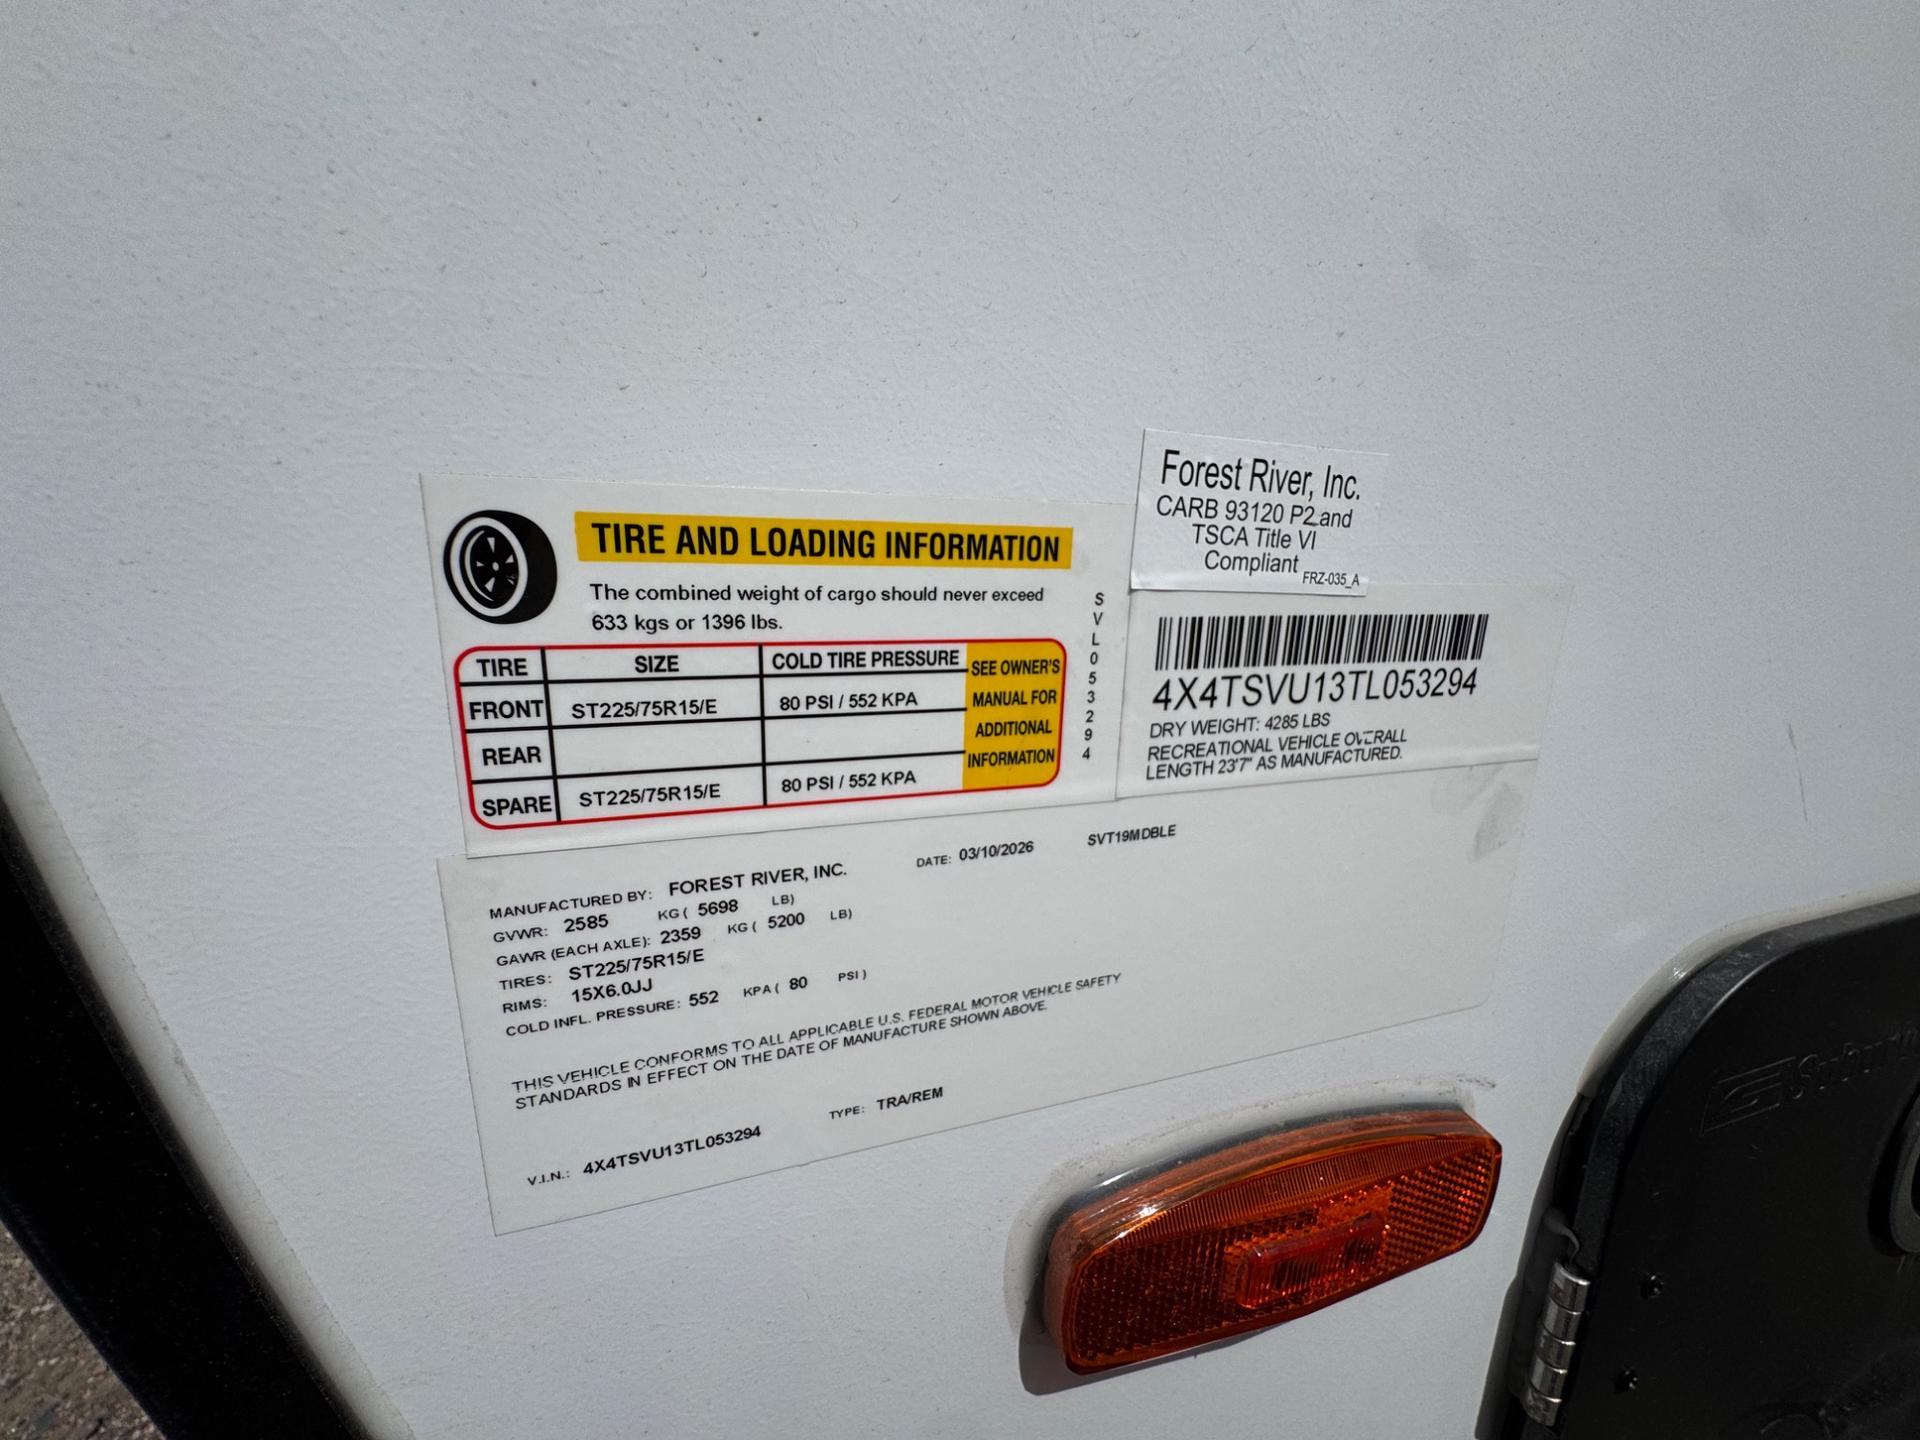 TIRE AND LOADING INFORMATION
The combined weight of cargo should never exceed
633 kgs or 1396 lbs.
TIRE SIZE COLD TIRE PRESSURE
FRONT ST225/75R15/E 80 PSI / 552 KPA
REAR
SPARE ST225/75R15/E 80 PSI / 552 KPA
SEE OWNER'S
MANUAL FOR
ADDITIONAL
INFORMATION
SVL053294
Forest River, Inc.
CARB 93120 P2 and
TSCA Title VI
Compliant
FRZ-035_A
4X4TSVU13TL053294
DRY WEIGHT: 4285 LBS
RECREATIONAL VEHICLE OVERALL
LENGTH 23'7" AS MANUFACTURED.
MANUFACTURED BY: FOREST RIVER, INC. DATE: 03/10/2026 SVT19MDBLE
GVWR: 2585 KG ( 5698 LB)
GAWR (EACH AXLE): 2359 KG ( 5200 LB)
TIRES: ST225/75R15/E
RIMS: 15X6.0JJ
COLD INFL. PRESSURE: 552 KPA ( 80 PSI )
THIS VEHICLE CONFORMS TO ALL APPLICABLE U.S. FEDERAL MOTOR VEHICLE SAFETY
STANDARDS IN EFFECT ON THE DATE OF MANUFACTURE SHOWN ABOVE.
V.I.N.: 4X4TSVU13TL053294 TYPE: TRA/REM